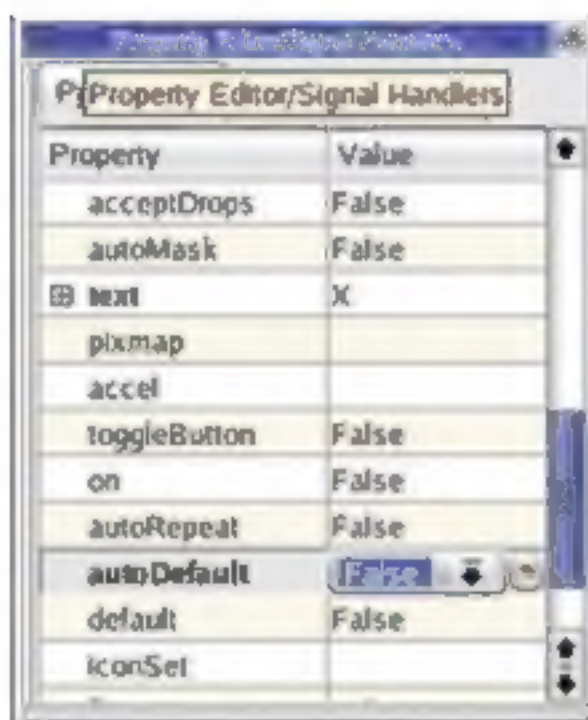 Property Editor/Signal Handlers
Property Value
acceptDrops False
autoMask False
text X
pixmap
accel
toggleButton False
on False
autoRepeat False
autoDefault False
default False
iconSet